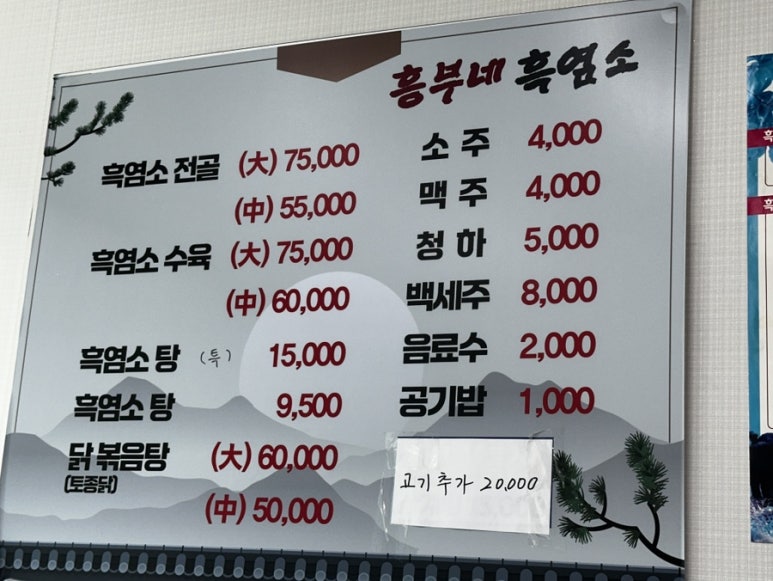 흥부네 흑염소
흑염소 전골 (大) 75,000
(中) 55,000
흑염소 수육 (大) 75,000
(中) 60,000
흑염소 탕 (특) 15,000
흑염소 탕 9,500
닭 볶음탕 (大) 60,000
(토종닭)
(中) 50,000
소 주 4,000
맥 주 4,000
청 하 5,000
백세주 8,000
음료수 2,000
공기밥 1,000
고기추가 20,000